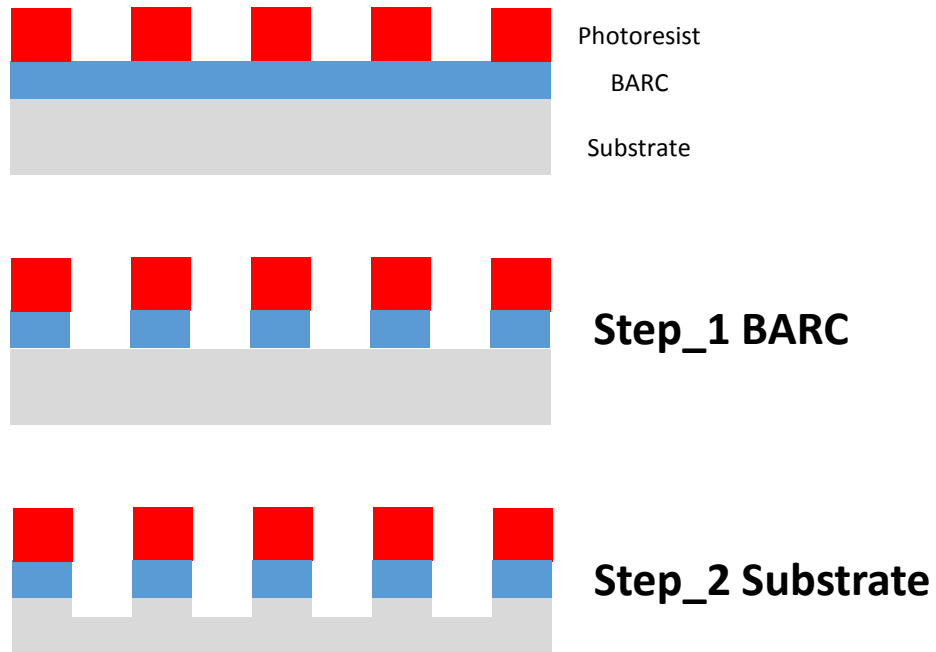 Photoresist
BARC
Substrate
Step_1 BARC
Step_2 Substrate